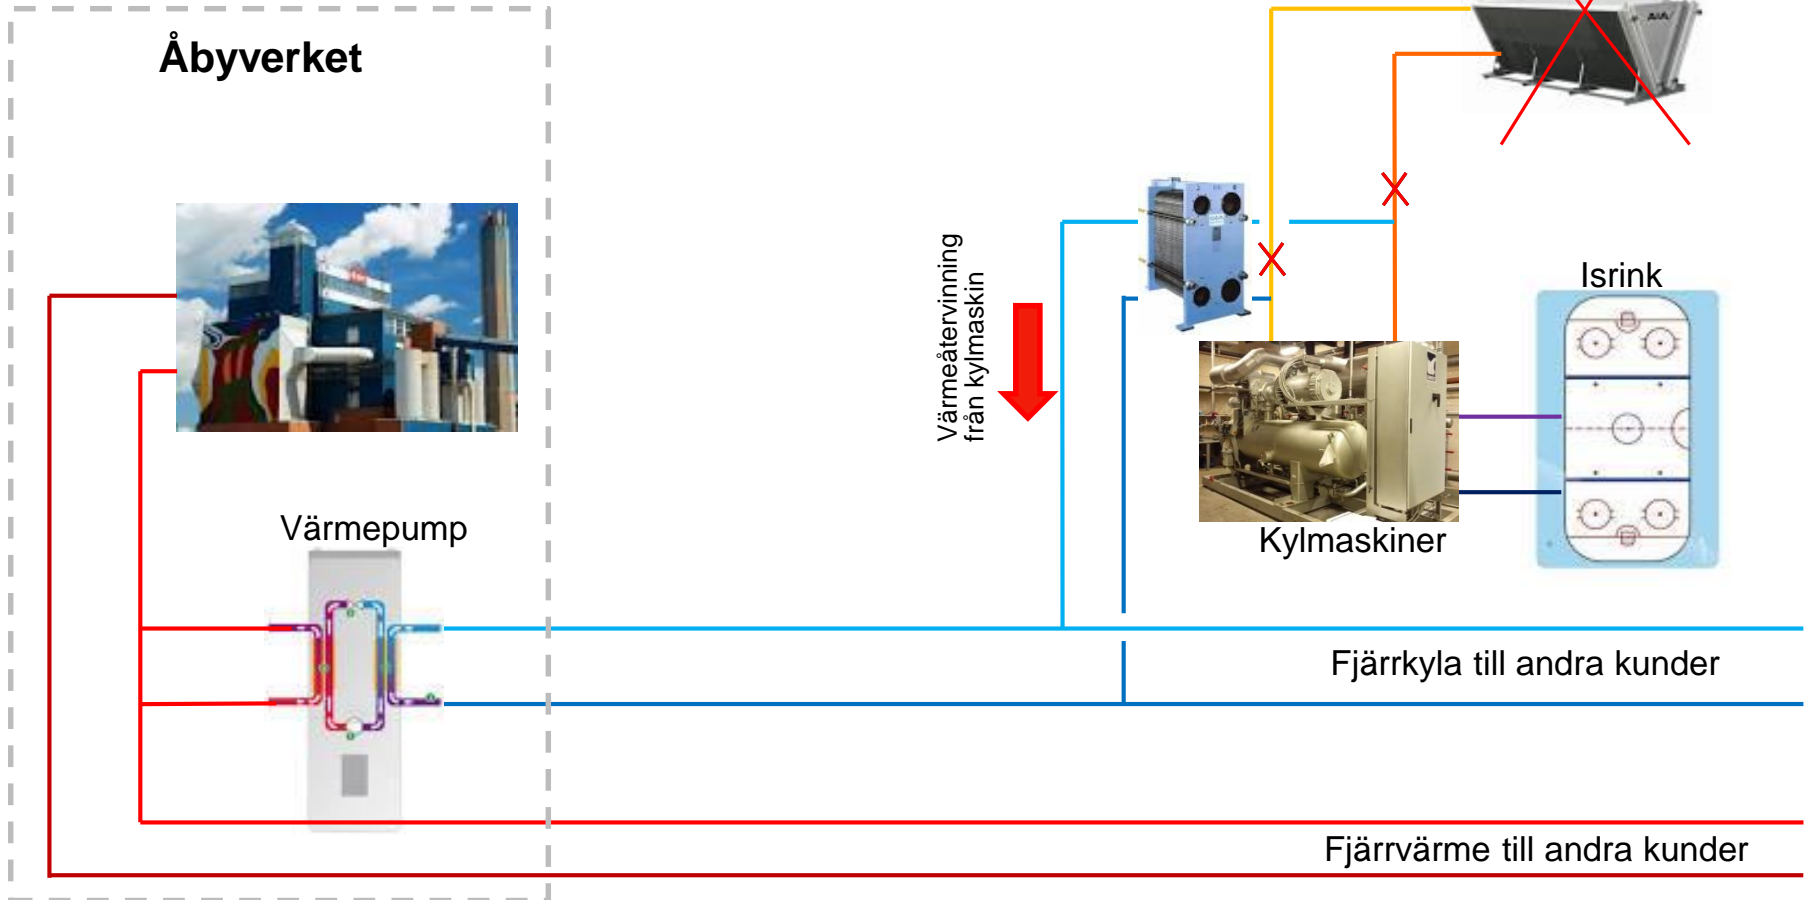 Åbyverket
Värmeåtervinning
från kylmaskin
Isrink
Kylmaskiner
Värmepump
Fjärrkyla till andra kunder
Fjärrvärme till andra kunder